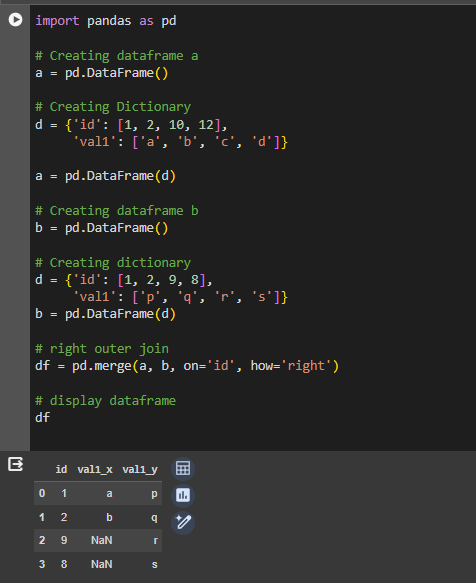 import pandas as pd
# Creating dataframe a
a = pd.DataFrame()
# Creating Dictionary
d = {'id': [1, 2, 10, 12],
     'val1': ['a', 'b', 'c', 'd']}
a = pd.DataFrame(d)
# Creating dataframe b
b = pd.DataFrame()
# Creating dictionary
d = {'id': [1, 2, 9, 8],
     'val1': ['p', 'q', 'r', 's']}
b = pd.DataFrame(d)
# right outer join
df = pd.merge(a, b, on='id', how='right')
# display dataframe
df
id val1_x val1_y
0 1 a p
1 2 b q
2 9 NaN r
3 8 NaN s